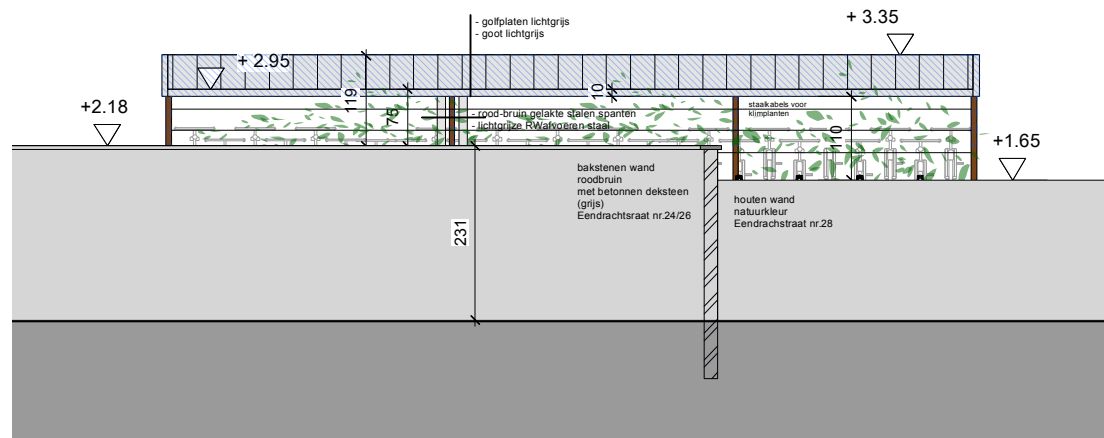 - golfplaten lichtgrijs
- goot lichtgrijs
+ 3.35
+ 2.95
+2.18
119
75
10
- rood-bruin gelakte stalen spanten
- lichtgrijze RWafvoeren staal
staalkabels voor
klijmplanten
110
+1.65
bakstenen wand
roodbruin
met betonnen deksteen
(grijs)
Eendrachtsraat nr.24/26
houten wand
natuurkleur
Eendrachstraat nr.28
231